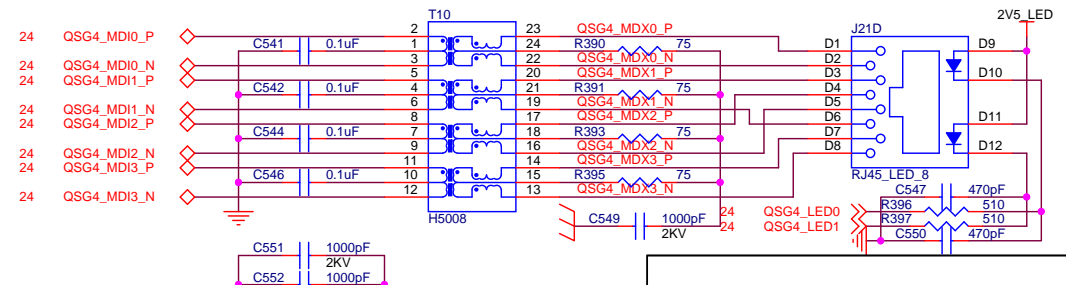 T10
2V5_LED
24 QSG4_MDI0_P 2 23 QSG4_MDX0_P J21D
C541 0.1uF 1 24 R390 75 D1 D9
24 QSG4_MDI0_N 3 22 QSG4_MDX0_N D2
24 QSG4_MDI1_P 5 20 QSG4_MDX1_P D3 D10
C542 0.1uF 4 21 R391 75 D4
24 QSG4_MDI1_N 6 19 QSG4_MDX1_N D5
24 QSG4_MDI2_P 8 17 QSG4_MDX2_P D6 D11
C544 0.1uF 7 18 R393 75 D7
24 QSG4_MDI2_N 9 16 QSG4_MDX2_N D8 D12
24 QSG4_MDI3_P 11 14 QSG4_MDX3_P
C546 0.1uF 10 15 R395 75 RJ45_LED_8
24 QSG4_MDI3_N 12 13 QSG4_MDX3_N C547 470pF
H5008 C549 1000pF 24 QSG4_LED0 R396 510
2KV 24 QSG4_LED1 R397 510
C550 470pF
C551 1000pF
2KV
C552 1000pF